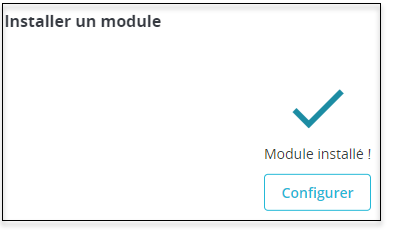 Installer un module
Module installé !
Configurer